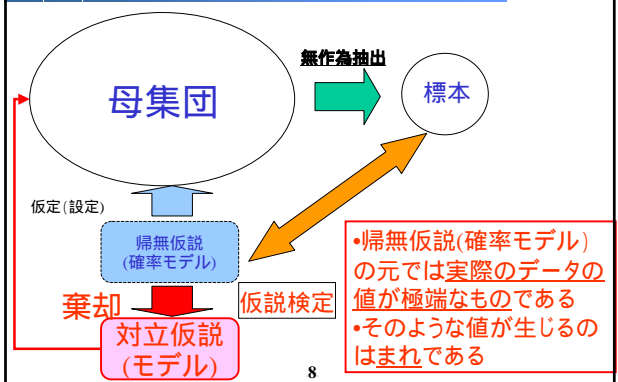 無作為抽出
母集団
標本
仮定(設定)
帰無仮説
(確率モデル)
棄却
仮説検定
対立仮説
(モデル)
•帰無仮説(確率モデル)
の元では実際のデータの
値が極端なものである
•そのような値が生じるの
はまれである
8